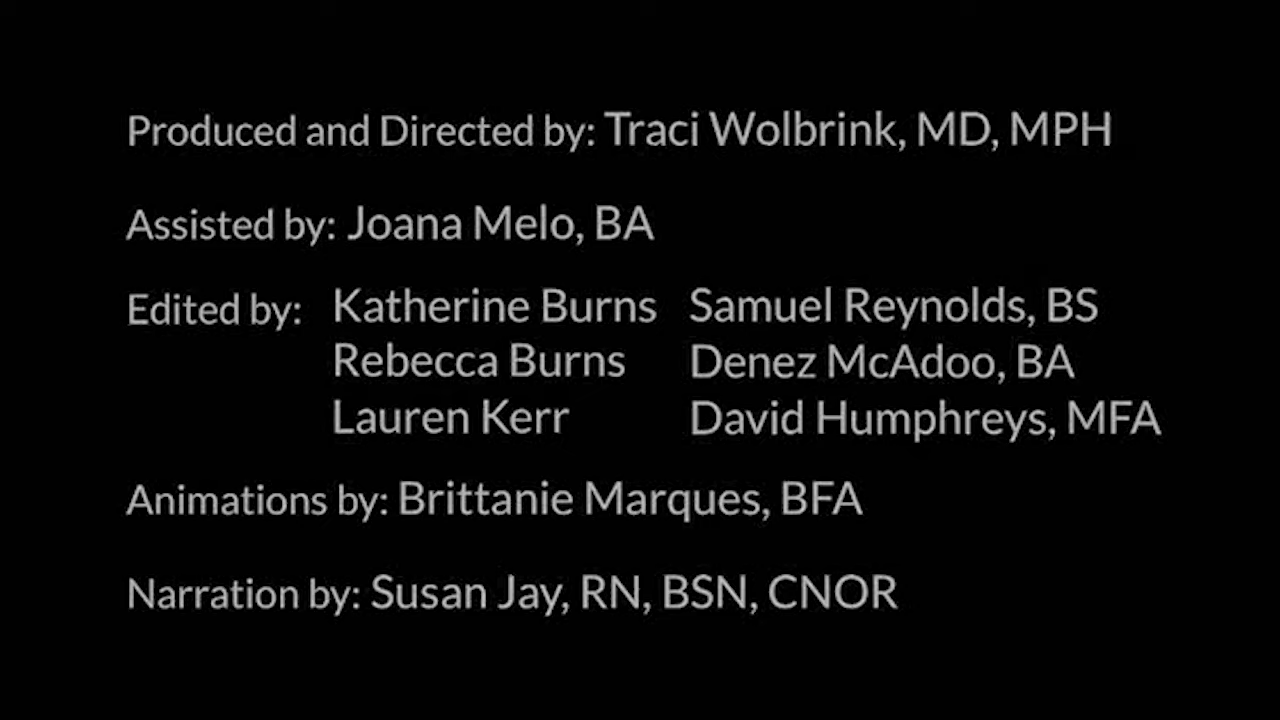 Produced and Directed by: Traci Wolbrink, MD, MPH
Assisted by: Joana Melo, BA
Edited by: Katherine Burns Samuel Reynolds, BS
Rebecca Burns Denez McAdoo, BA
Lauren Kerr David Humphreys, MFA
Animations by: Brittanie Marques, BFA
Narration by: Susan Jay, RN, BSN, CNOR